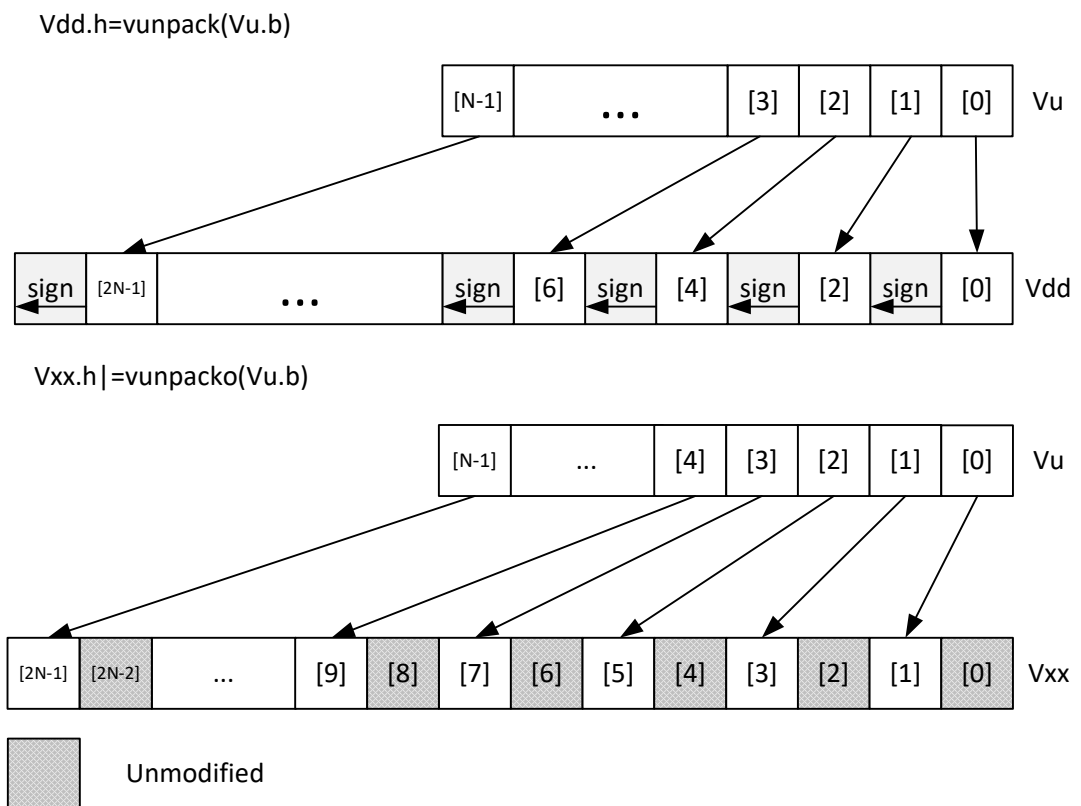 Vdd.h=vunpack(Vu.b)
[N-1] ... [3] [2] [1] [0] Vu
sign [2N-1] ... sign [6] sign [4] sign [2] sign [0] Vdd
Vxx.h|=vunpacko(Vu.b)
[N-1] ... [4] [3] [2] [1] [0] Vu
[2N-1] [2N-2] ... [9] [8] [7] [6] [5] [4] [3] [2] [1] [0] Vxx
Unmodified